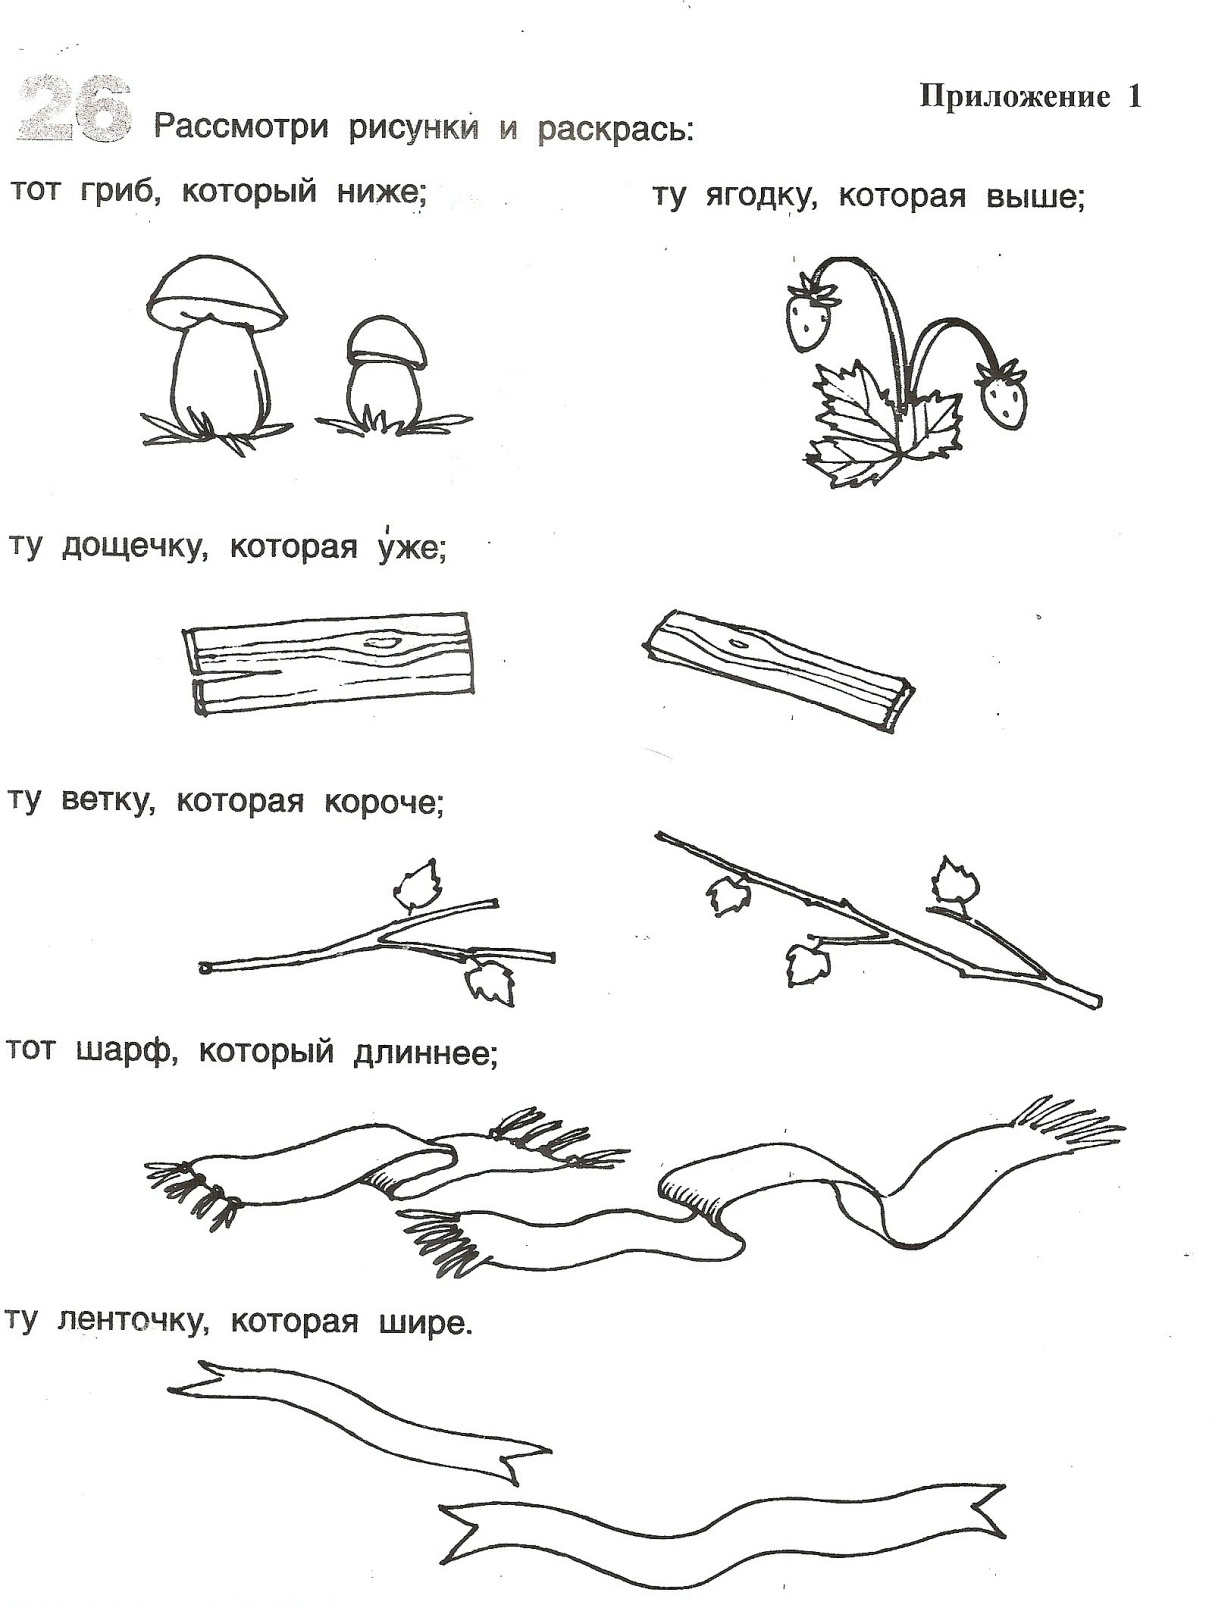 Приложение 1
26 Рассмотри рисунки и раскрась:
тот гриб, который ниже;
ту ягодку, которая выше;
ту дощечку, которая у́же;
ту ветку, которая короче;
тот шарф, который длиннее;
ту ленточку, которая шире.